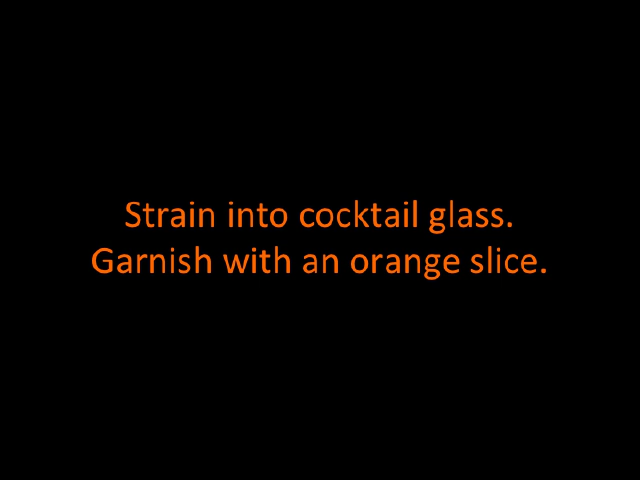 Strain into cocktail glass.
Garnish with an orange slice.